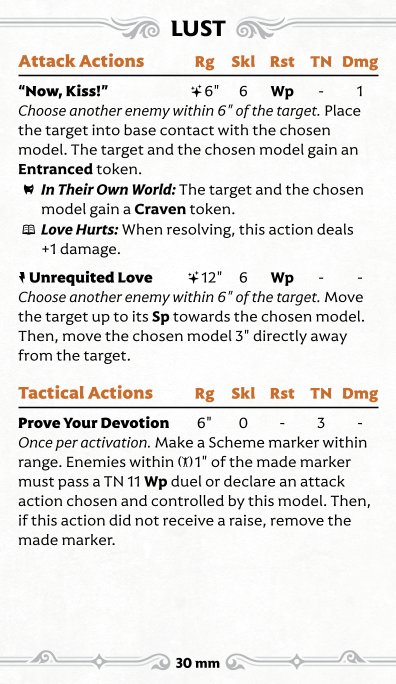 LUST
Attack Actions Rg Skl Rst TN Dmg
“Now, Kiss!” 6" 6 Wp - 1
Choose another enemy within 6" of the target. Place
the target into base contact with the chosen
model. The target and the chosen model gain an
Entranced token.
In Their Own World: The target and the chosen
model gain a Craven token.
Love Hurts: When resolving, this action deals
+1 damage.
Unrequited Love 12" 6 Wp - -
Choose another enemy within 6" of the target. Move
the target up to its Sp towards the chosen model.
Then, move the chosen model 3" directly away
from the target.
Tactical Actions Rg Skl Rst TN Dmg
Prove Your Devotion 6" 0 - 3 -
Once per activation. Make a Scheme marker within
range. Enemies within 1" of the made marker
must pass a TN 11 Wp duel or declare an attack
action chosen and controlled by this model. Then,
if this action did not receive a raise, remove the
made marker.
30 mm